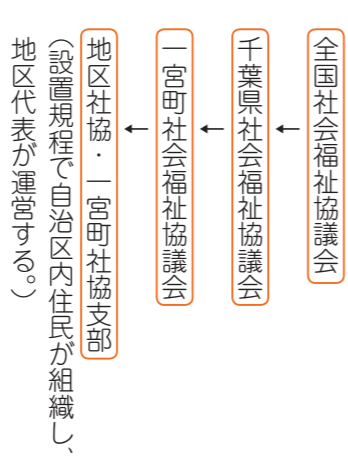 全国社会福祉協議会
千葉県社会福祉協議会
一宮町社会福祉協議会
地区社協・一宮町社協支部
（設置規程で自治区内住民が組織し、
地区代表が運営する。）